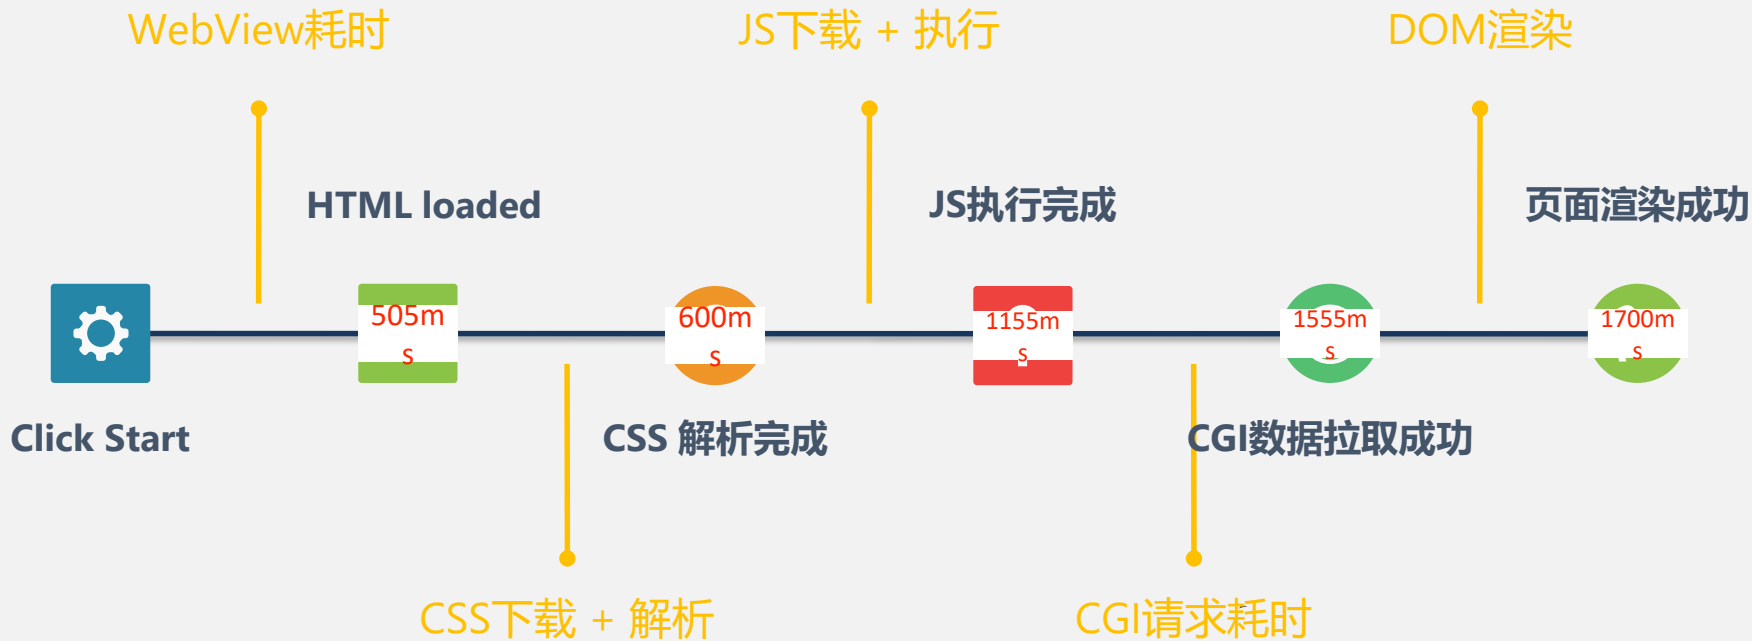 WebView耗时
JS下载 + 执行
DOM渲染
HTML loaded
JS执行完成
页面渲染成功
505m
s
600m
s
1155m
s
1555m
s
1700m
s
Click Start
CSS 解析完成
CGI数据拉取成功
CSS下载 + 解析
CGI请求耗时